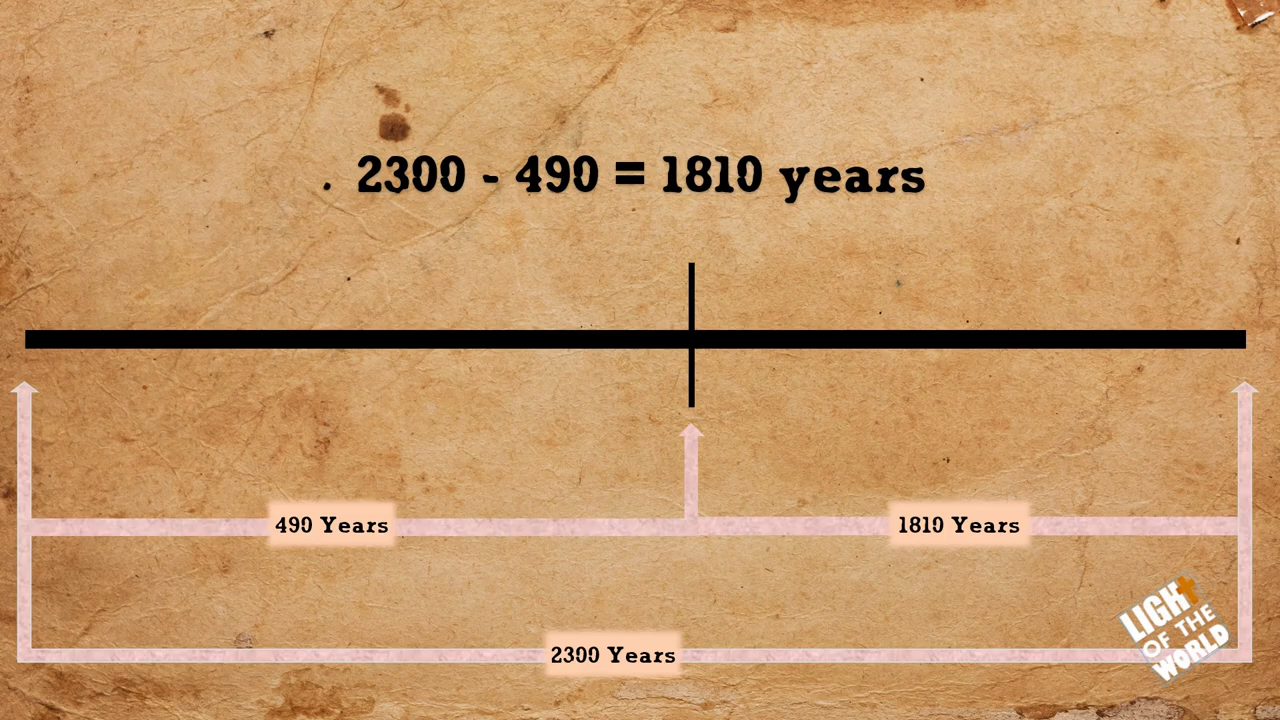 . 2300 - 490 = 1810 years
490 Years
1810 Years
2300 Years
LIGHt
OF THE
WORLD